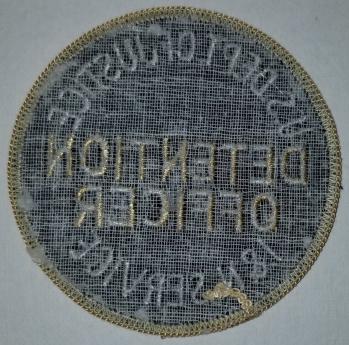 U.S. DEPT OF JUSTICE
DETENTION
OFFICER
I & N SERVICE